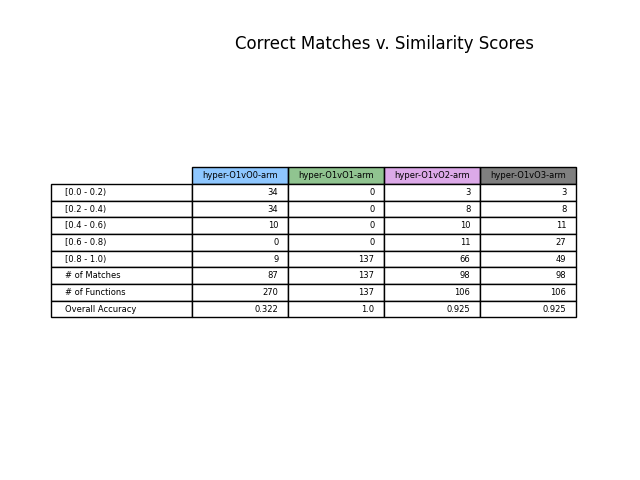 Correct Matches v. Similarity Scores
hyper-O1vO0-arm hyper-O1vO1-arm hyper-O1vO2-arm hyper-O1vO3-arm
[0.0 - 0.2) 34 0 3 3
[0.2 - 0.4) 34 0 8 8
[0.4 - 0.6) 10 0 10 11
[0.6 - 0.8) 0 0 11 27
[0.8 - 1.0) 9 137 66 49
# of Matches 87 137 98 98
# of Functions 270 137 106 106
Overall Accuracy 0.322 1.0 0.925 0.925